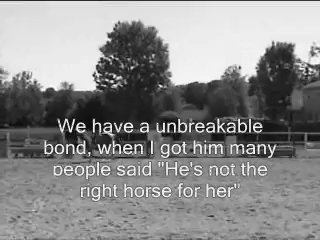 We have a unbreakable
bond, when I got him many
people said "He's not the
right horse for her"